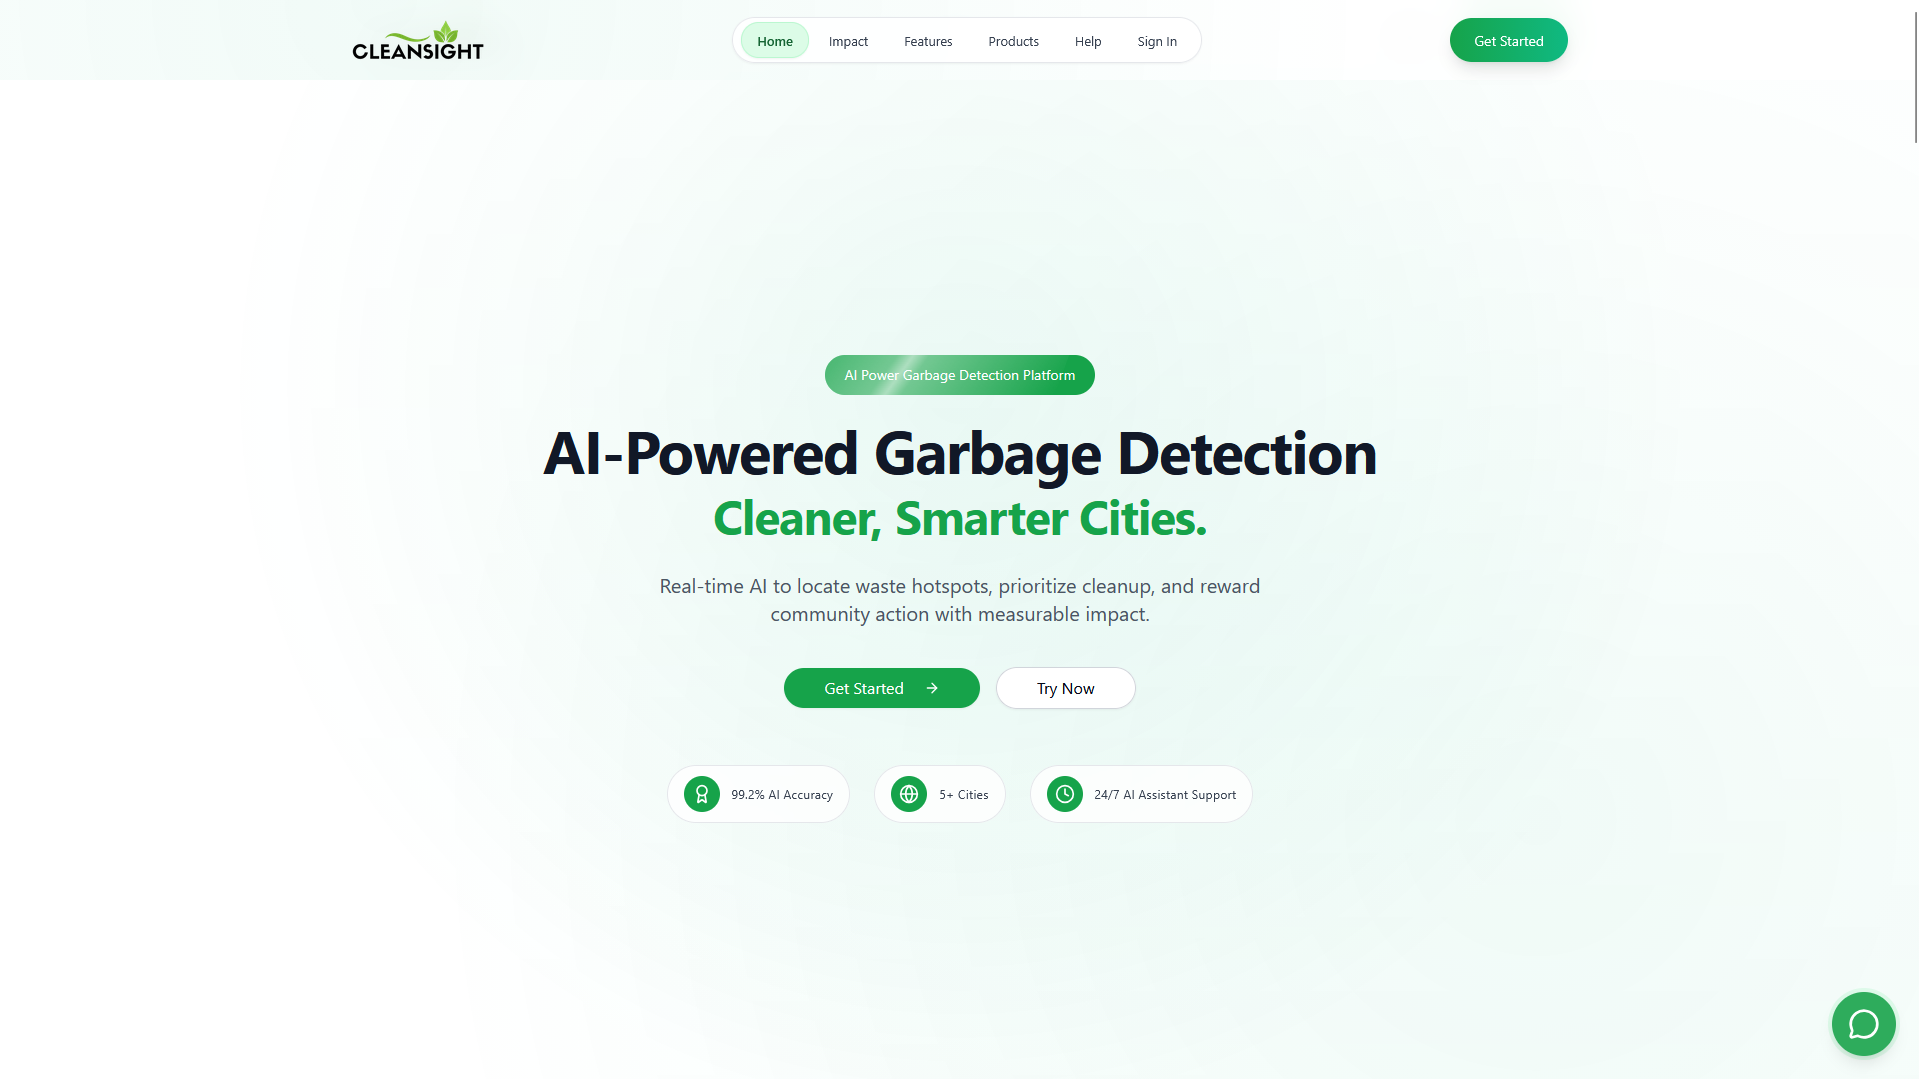 CLEANSIGHT
Home Impact Features Products Help Sign In
Get Started
AI Power Garbage Detection Platform
AI-Powered Garbage Detection
Cleaner, Smarter Cities.
Real-time AI to locate waste hotspots, prioritize cleanup, and reward
community action with measurable impact.
Get Started
Try Now
99.2% AI Accuracy
5+ Cities
24/7 AI Assistant Support